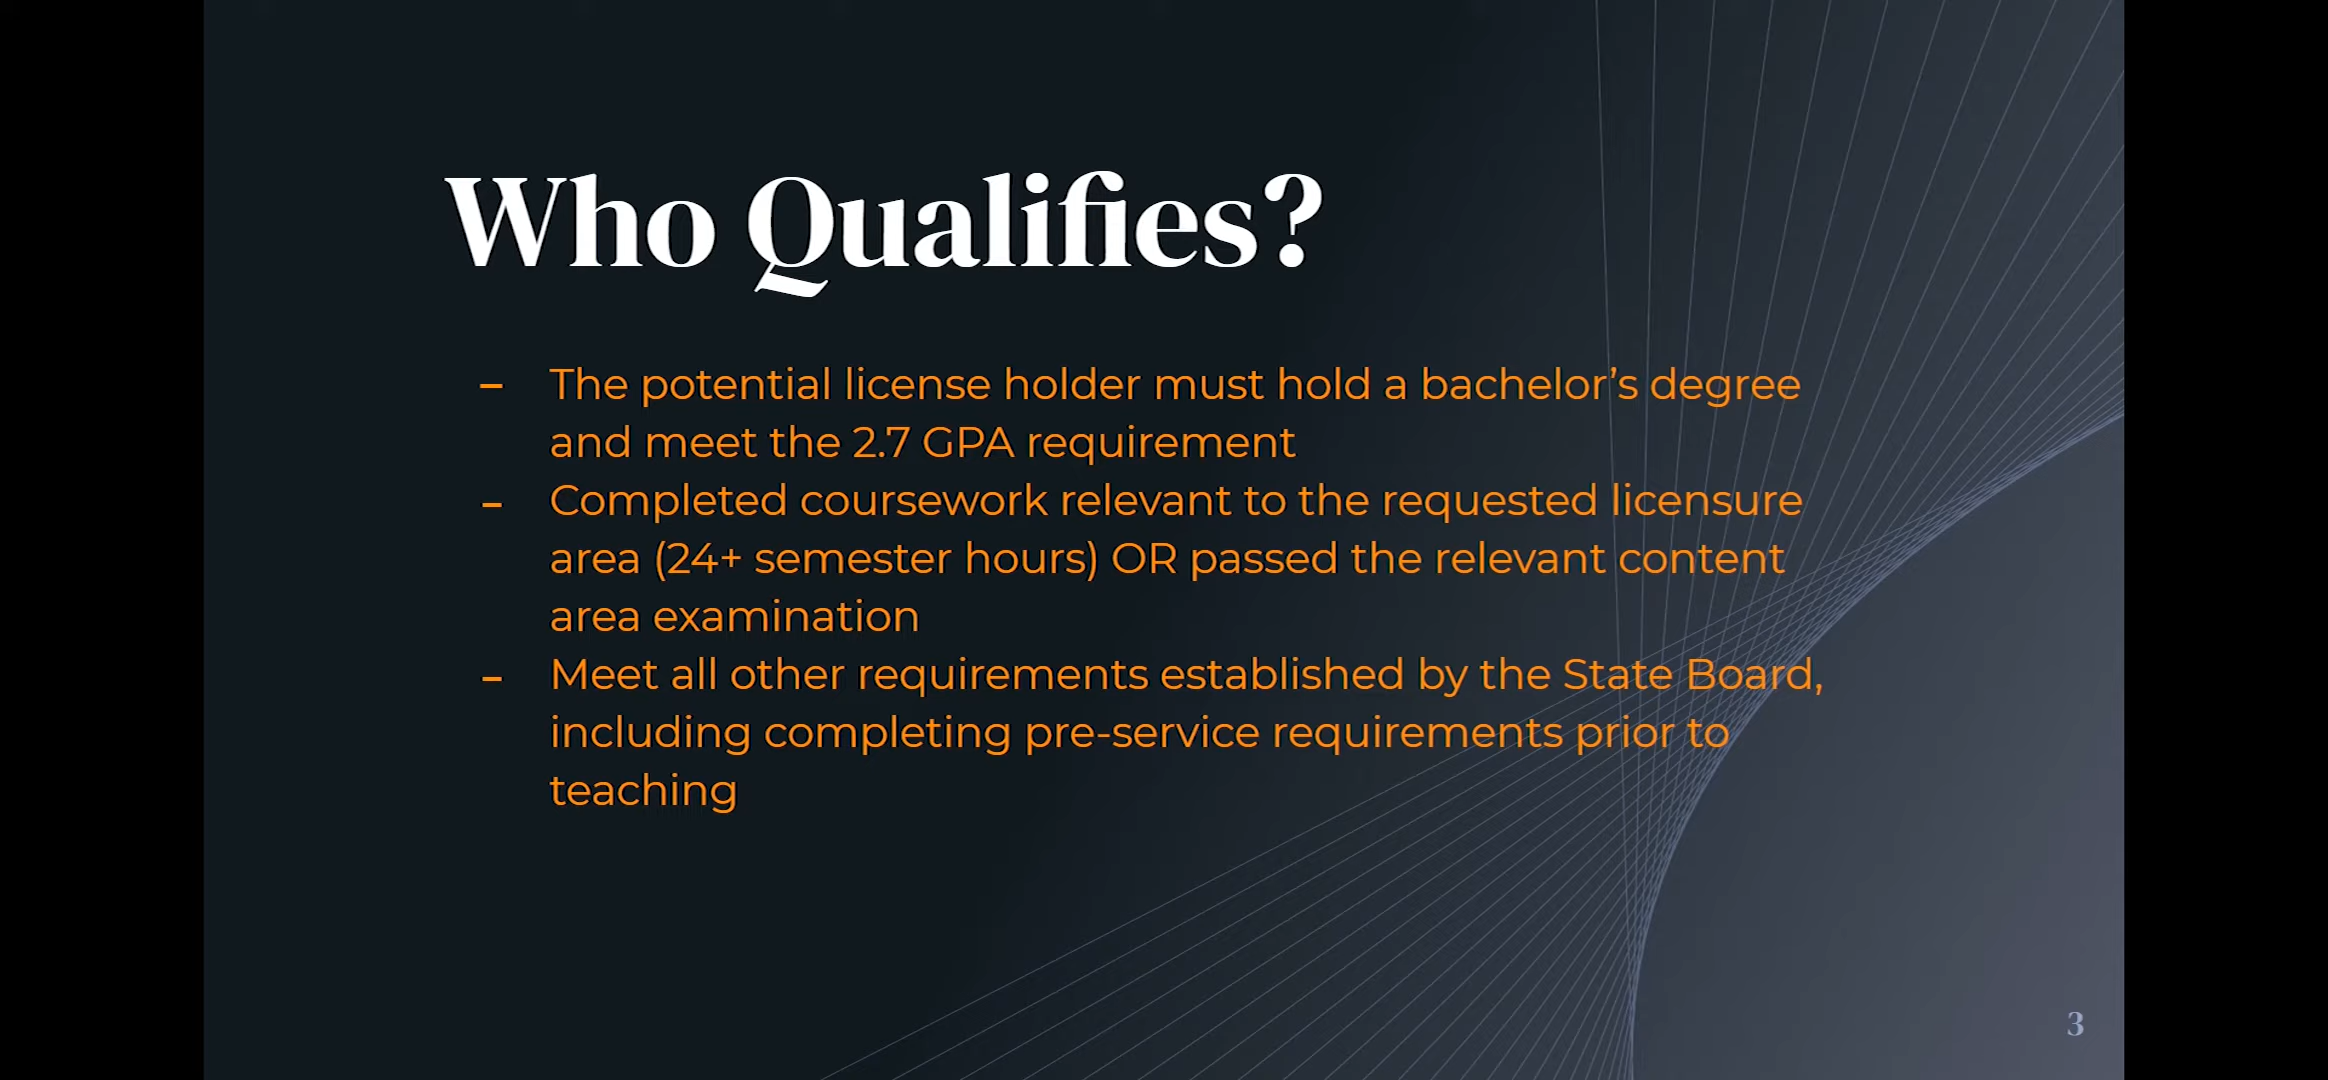 Who Qualifies?
– The potential license holder must hold a bachelor’s degree
and meet the 2.7 GPA requirement
– Completed coursework relevant to the requested licensure
area (24+ semester hours) OR passed the relevant content
area examination
– Meet all other requirements established by the State Board,
including completing pre-service requirements prior to
teaching
3